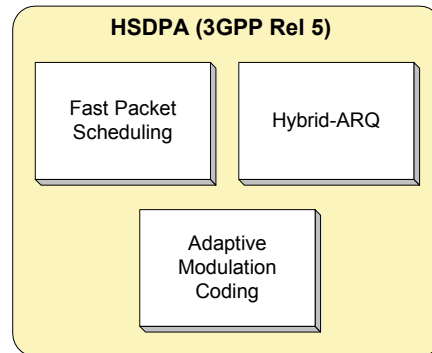 HSDPA (3GPP Rel 5)
Fast Packet
Scheduling
Hybrid-ARQ
Adaptive
Modulation
Coding